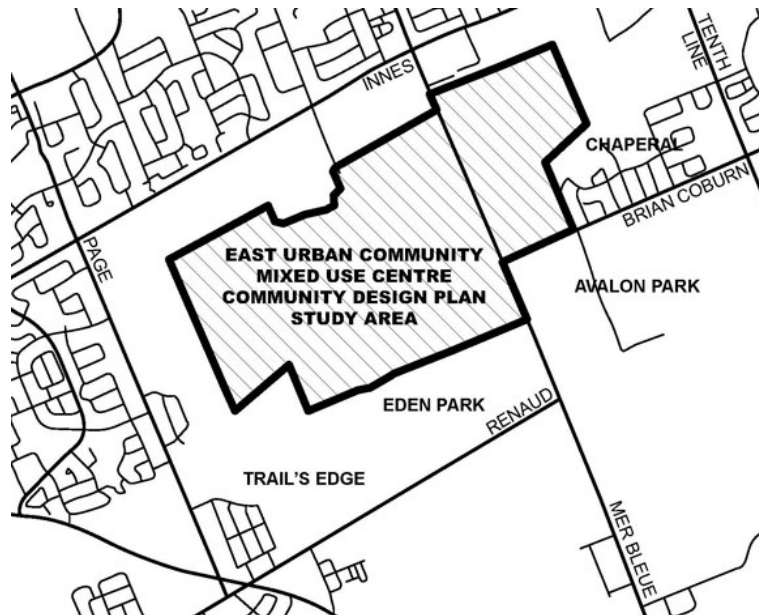 TENTH
LINE
INNES
CHAPERAL
BRIAN COBURN
PAGE
EAST URBAN COMMUNITY
MIXED USE CENTRE
COMMUNITY DESIGN PLAN
STUDY AREA
AVALON PARK
EDEN PARK
RENAUD
TRAIL'S EDGE
MER BLEUE